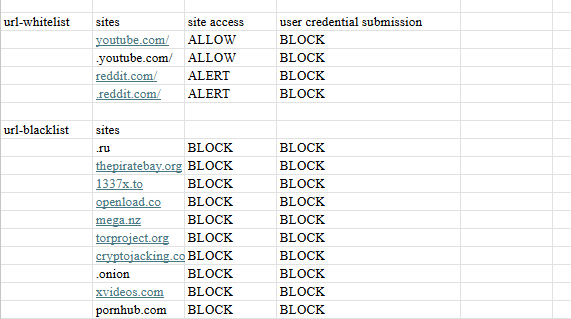 url-whitelist sites site access user credential submission
youtube.com/ ALLOW BLOCK
.youtube.com/ ALLOW BLOCK
reddit.com/ ALERT BLOCK
.reddit.com/ ALERT BLOCK
url-blacklist sites
.ru BLOCK BLOCK
thepiratebay.org BLOCK BLOCK
1337x.to BLOCK BLOCK
openload.co BLOCK BLOCK
mega.nz BLOCK BLOCK
torproject.org BLOCK BLOCK
cryptojacking.co BLOCK BLOCK
.onion BLOCK BLOCK
xvideos.com BLOCK BLOCK
pornhub.com BLOCK BLOCK